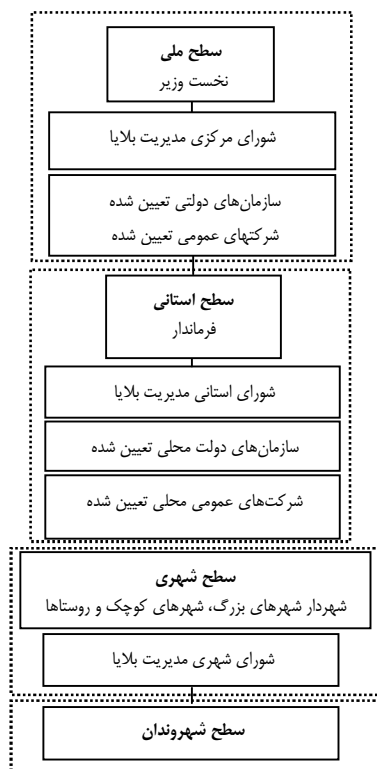 سطح ملی
نخست وزیر
شورای مرکزی مدیریت بلایا
سازمان‌های دولتی تعیین شده
شرکتهای عمومی تعیین شده
سطح استانی
فرماندار
شورای استانی مدیریت بلایا
سازمان‌های دولت محلی تعیین شده
شرکت‌های عمومی محلی تعیین شده
سطح شهری
شهردار شهرهای بزرگ، شهرهای کوچک و روستاها
شورای شهری مدیریت بلایا
سطح شهروندان